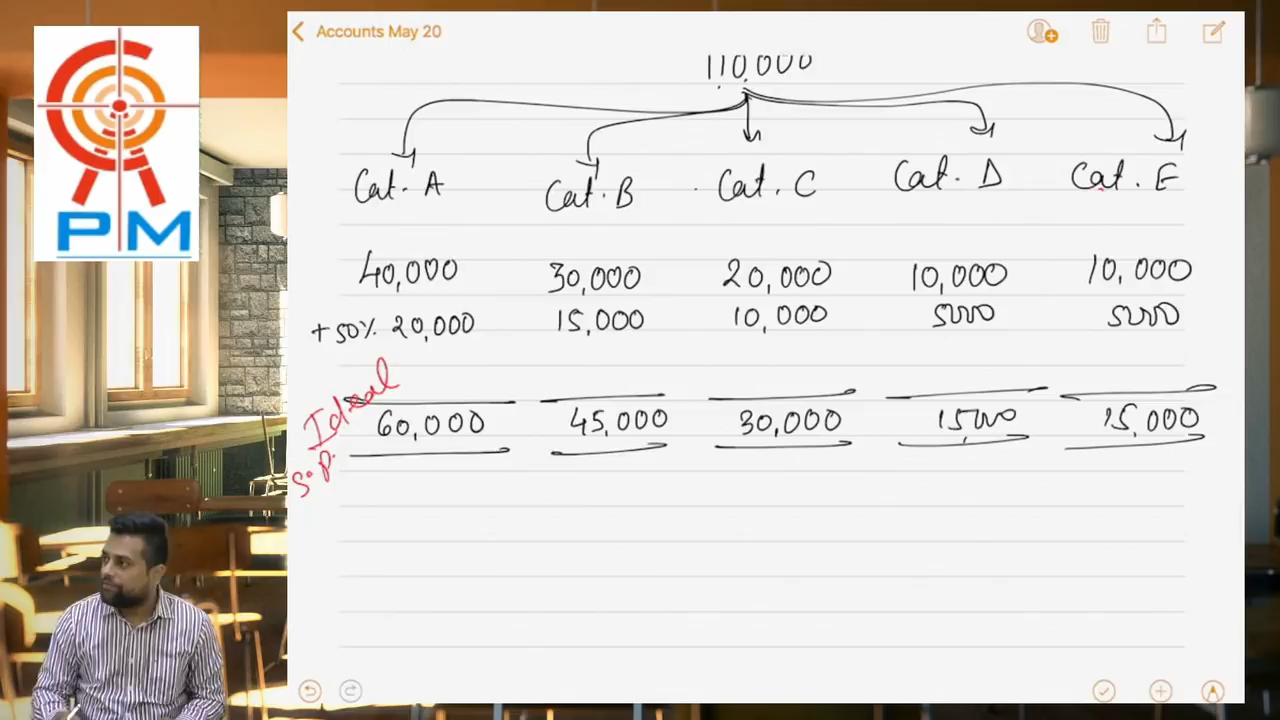 Accounts May 20
PM
110,000
Cat. A Cat. B Cat. C Cat. D Cat. E
40,000 30,000 20,000 10,000 10,000
+50% 20,000 15,000 10,000 5000 5000
Ideal
S.P.
60,000 45,000 30,000 1500 15,000